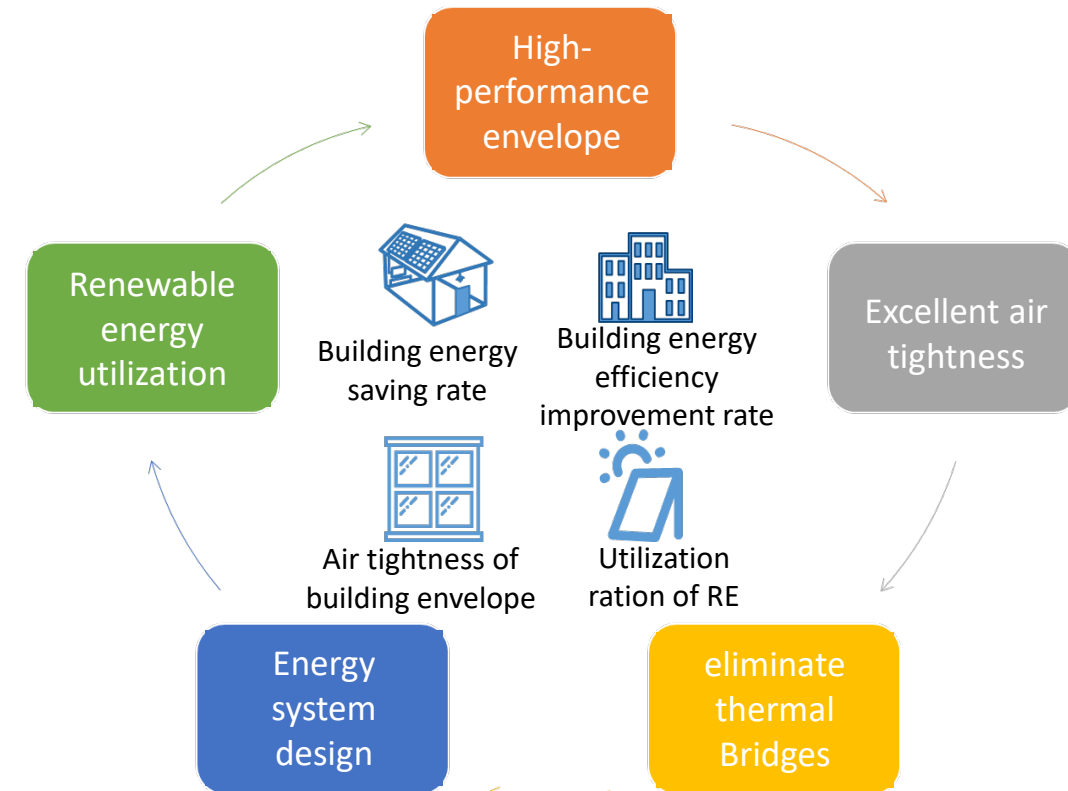 High-
performance
envelope
Renewable
energy
utilization
Excellent air
tightness
Building energy
saving rate
Building energy
efficiency
improvement rate
Air tightness of
building envelope
Utilization
ration of RE
Energy
system
design
eliminate
thermal
Bridges